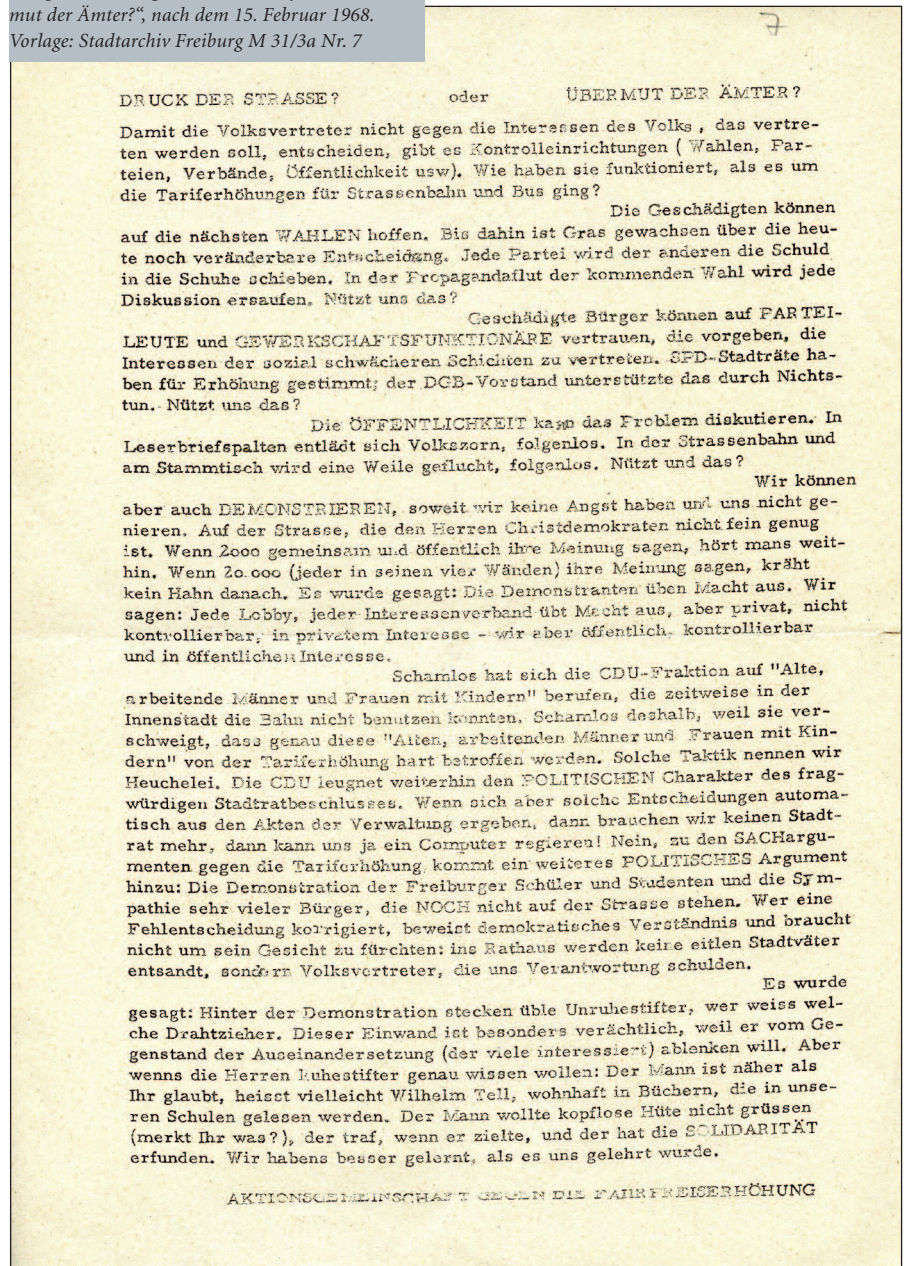 mut der Ämter?“, nach dem 15. Februar 1968.
Vorlage: Stadtarchiv Freiburg M 31/3a Nr. 7
7
DRUCK DER STRASSE? oder ÜBERMUT DER ÄMTER?
Damit die Volksvertreter nicht gegen die Interessen des Volks , das vertre-
ten werden soll, entscheiden, gibt es Kontrolleinrichtungen ( Wahlen, Par-
teien, Verbände, Öffentlichkeit usw). Wie haben sie funktioniert, als es um
die Tariferhöhungen für Strassenbahn und Bus ging?
Die Geschädigten können
auf die nächsten WAHLEN hoffen. Bis dahin ist Gras gewachsen über die heu-
te noch veränderbare Entscheidung. Jede Partei wird der anderen die Schuld
in die Schuhe schieben. In der Propagandaflut der kommenden Wahl wird jede
Diskussion ersaufen. Nützt uns das?
Geschädigte Bürger können auf PARTEI-
LEUTE und GEWERKSCHAFTSFUNKTIONÄRE vertrauen, die vorgeben, die
Interessen der sozial schwächeren Schichten zu vertreten. SPD-Stadträte ha-
ben für Erhöhung gestimmt; der DGB-Vorstand unterstützte das durch Nichts-
tun. Nützt uns das?
Die ÖFFENTLICHKEIT kann das Problem diskutieren. In
Leserbriefspalten entlädt sich Volkszorn, folgenlos. In der Strassenbahn und
am Stammtisch wird eine Weile geflucht, folgenlos. Nützt und das?
Wir können
aber auch DEMONSTRIEREN, soweit wir keine Angst haben und uns nicht ge-
nieren. Auf der Strasse, die den Herren Christdemokraten nicht fein genug
ist. Wenn 2000 gemeinsam und öffentlich ihre Meinung sagen, hört mans weit-
hin. Wenn 20.000 (jeder in seinen vier Wänden) ihre Meinung sagen, kräht
kein Hahn danach. Es wurde gesagt: Die Demonstranten üben Macht aus. Wir
sagen: Jede Lobby, jeder Interessenverband übt Macht aus, aber privat, nicht
kontrollierbar, in privatem Interesse - wir aber öffentlich, kontrollierbar
und in öffentlichen Interesse.
Schamlos hat sich die CDU-Fraktion auf "Alte,
arbeitende Männer und Frauen mit Kindern" berufen, die zeitweise in der
Innenstadt die Bahn nicht benutzen konnten. Schamlos deshalb, weil sie ver-
schweigt, dass genau diese "Alten, arbeitenden Männer und Frauen mit Kin-
dern" von der Tariferhöhung hart betroffen werden. Solche Taktik nennen wir
Heuchelei. Die CDU leugnet weiterhin den POLITISCHEN Charakter des frag-
würdigen Stadtratbeschlusses. Wenn sich aber solche Entscheidungen automa-
tisch aus den Akten der Verwaltung ergeben, dann brauchen wir keinen Stadt-
rat mehr, dann kann uns ja ein Computer regieren! Nein, zu den SACHargu-
menten gegen die Tariferhöhung kommt ein weiteres POLITISCHES Argument
hinzu: Die Demonstration der Freiburger Schüler und Studenten und die Sym-
pathie sehr vieler Bürger, die NOCH nicht auf der Strasse stehen. Wer eine
Fehlentscheidung korrigiert, beweist demokratisches Verständnis und braucht
nicht um sein Gesicht zu fürchten: ins Rathaus werden keine eitlen Stadtväter
entsandt, sondern Volksvertreter, die uns Verantwortung schulden.
Es wurde
gesagt: Hinter der Demonstration stecken üble Unruhestifter, wer weiss wel-
che Drahtzieher. Dieser Einwand ist besonders verächtlich, weil er vom Ge-
genstand der Auseinandersetzung (der viele interessiert) ablenken will. Aber
wenns die Herren Ruhestifter genau wissen wollen: Der Mann ist näher als
Ihr glaubt, heisst vielleicht Wilhelm Tell, wohnhaft in Büchern, die in unse-
ren Schulen gelesen werden. Der Mann wollte kopflose Hüte nicht grüssen
(merkt Ihr was?), der traf, wenn er zielte, und der hat die SOLIDARITÄT
erfunden. Wir habens besser gelernt, als es uns gelehrt wurde.
AKTIONSGEMEINSCHAFT GEGEN DIE FAHRPREISERHÖHUNG